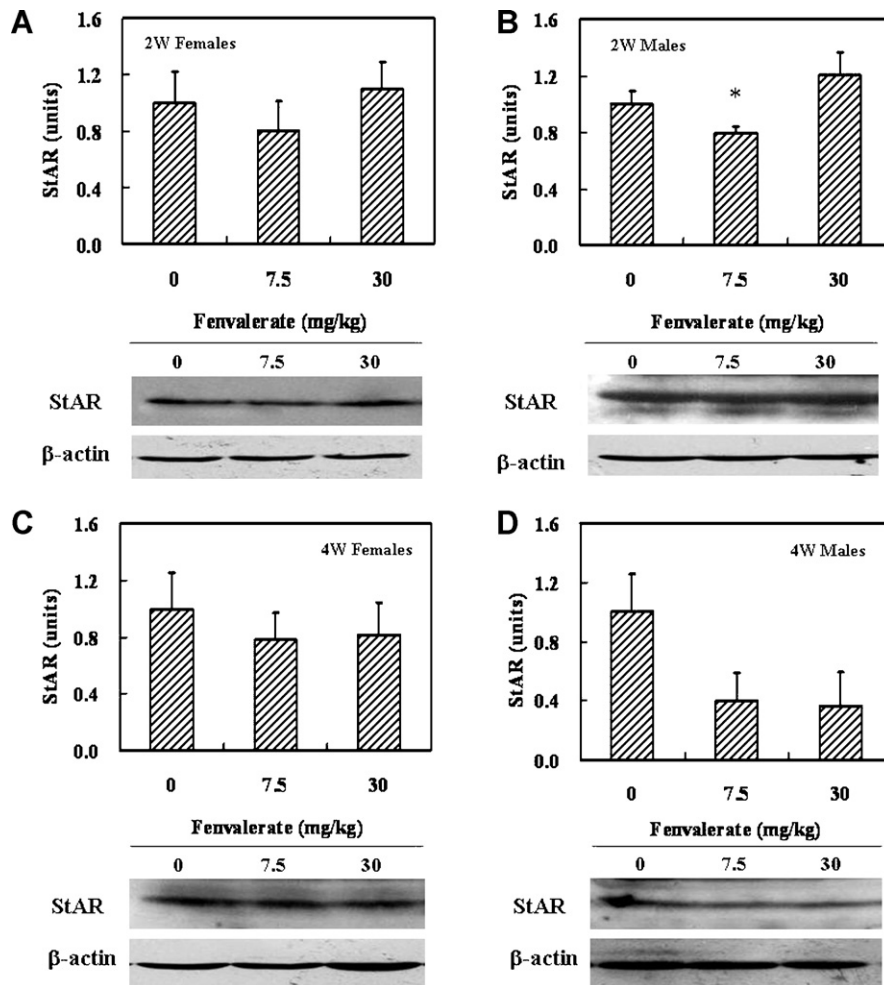 A
1.6
1.2
0.8
0.4
0.0
StAR (units)
2W Females
0 7.5 30
Fenvalerate (mg/kg)
0 7.5 30
StAR
β-actin
B
1.6
1.2
0.8
0.4
0.0
StAR (units)
2W Males
*
0 7.5 30
Fenvalerate (mg/kg)
0 7.5 30
StAR
β-actin
C
1.6
1.2
0.8
0.4
0.0
StAR (units)
4W Females
0 7.5 30
Fenvalerate (mg/kg)
0 7.5 30
StAR
β-actin
D
1.6
1.2
0.8
0.4
0.0
StAR (units)
4W Males
0 7.5 30
Fenvalerate (mg/kg)
0 7.5 30
StAR
β-actin